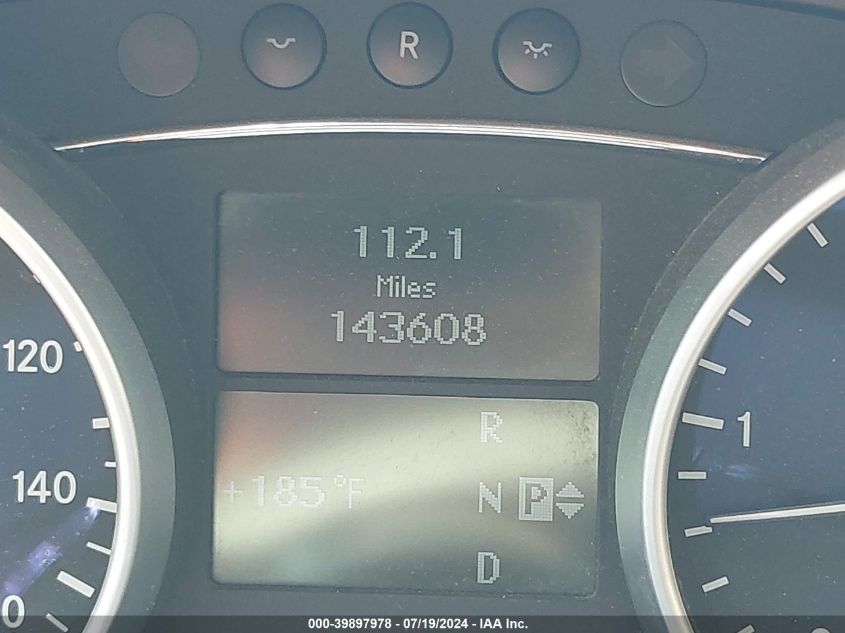 R
112.1
Miles
143608
120
140
1
R
+185°F
N P
D
0
000-39897978 - 07/19/2024 - IAA Inc.